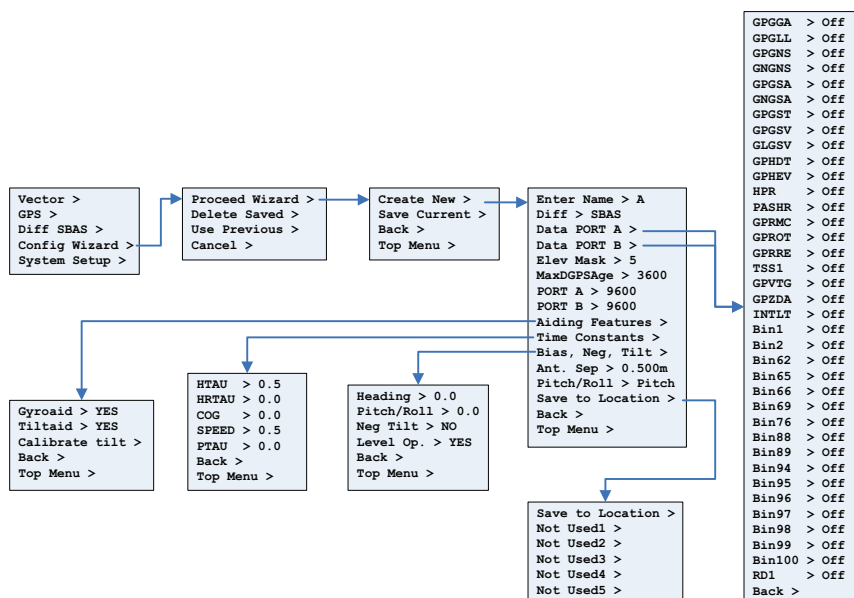 Vector >
GPS >
Diff SBAS >
Config Wizard >
System Setup >
Proceed Wizard >
Delete Saved >
Use Previous >
Cancel >
Create New >
Save Current >
Back >
Top Menu >
Enter Name > A
Diff > SBAS
Data PORT A >
Data PORT B >
Elev Mask > 5
MaxDGPSAge > 3600
PORT A > 9600
PORT B > 9600
Aiding Features >
Time Constants >
Bias, Neg, Tilt >
Ant. Sep > 0.500m
Pitch/Roll > Pitch
Save to Location >
Back >
Top Menu >
GPGGA > Off
GPGLL > Off
GPGNS > Off
GNGNS > Off
GPGSA > Off
GNGSA > Off
GPGST > Off
GPGSV > Off
GLGSV > Off
GPHDT > Off
GPHEV > Off
HPR > Off
PASHR > Off
GPRMC > Off
GPROT > Off
GPRRE > Off
TSS1 > Off
GPVTG > Off
GPZDA > Off
INTLT > Off
Bin1 > Off
Bin2 > Off
Bin62 > Off
Bin65 > Off
Bin66 > Off
Bin69 > Off
Bin76 > Off
Bin88 > Off
Bin89 > Off
Bin94 > Off
Bin95 > Off
Bin96 > Off
Bin97 > Off
Bin98 > Off
Bin99 > Off
Bin100 > Off
RD1 > Off
Back >
Gyroaid > YES
Tiltaid > YES
Calibrate tilt >
Back >
Top Menu >
HTAU > 0.5
HRTAU > 0.0
COG > 0.0
SPEED > 0.5
PTAU > 0.0
Back >
Top Menu >
Heading > 0.0
Pitch/Roll > 0.0
Neg Tilt > NO
Level Op. > YES
Back >
Top Menu >
Save to Location >
Not Used1 >
Not Used2 >
Not Used3 >
Not Used4 >
Not Used5 >